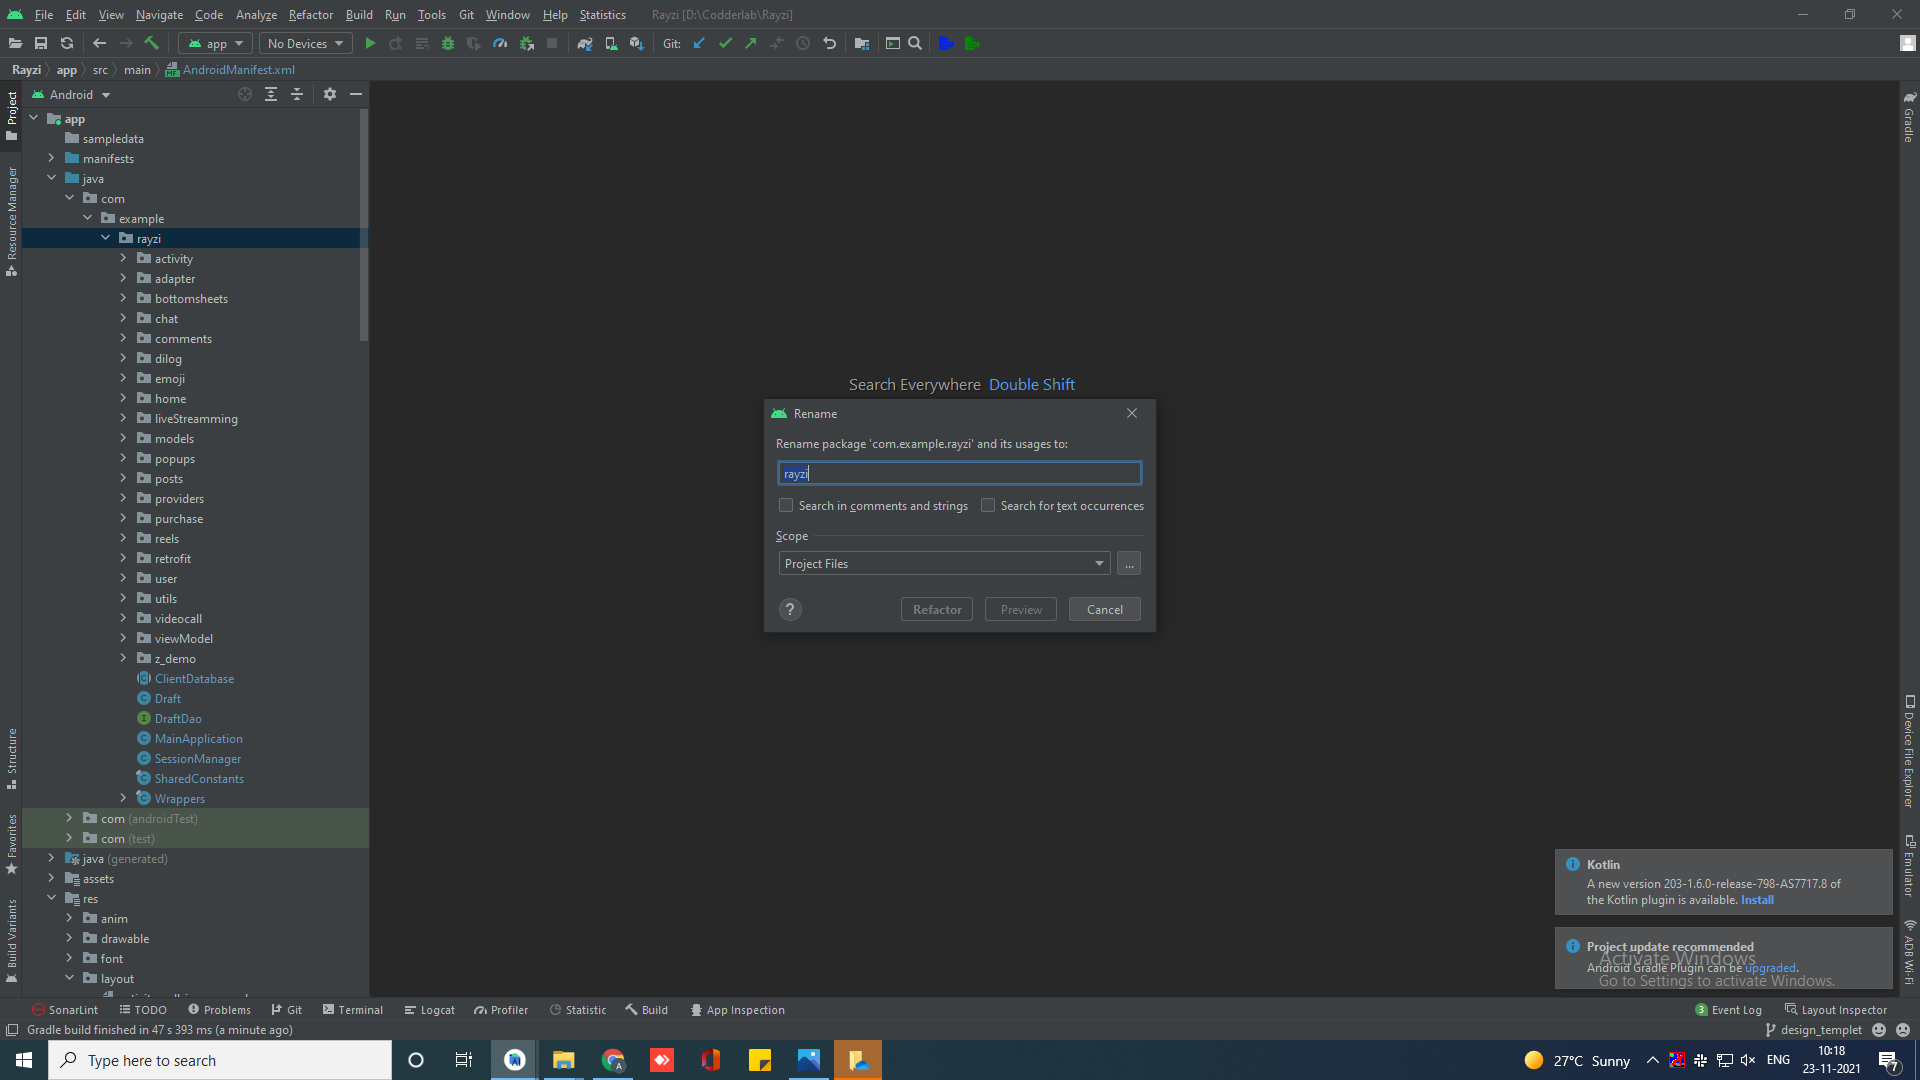 File Edit View Navigate Code Analyze Refactor Build Run Tools Git Window Help Statistics Rayzi [D:\Codderlab\Rayzi]
app No Devices Git:
Rayzi app src main AndroidManifest.xml
Project
Resource Manager
Structure
Favorites
Build Variants
Android
app
sampledata
manifests
java
com
example
rayzi
activity
adapter
bottomsheets
chat
comments
dilog
emoji
home
liveStreamming
models
popups
posts
providers
purchase
reels
retrofit
user
utils
videocall
viewModel
z_demo
ClientDatabase
Draft
DraftDao
MainApplication
SessionManager
SharedConstants
Wrappers
com (androidTest)
com (test)
java (generated)
assets
res
anim
drawable
font
layout
Search Everywhere Double Shift
Rename
Rename package 'com.example.rayzi' and its usages to:
rayzi
Search in comments and strings Search for text occurrences
Scope
Project Files ...
? Refactor Preview Cancel
Gradle
Device File Explorer
Emulator
ADB Wi-Fi
Kotlin
A new version 203-1.6.0-release-798-AS7717.8 of
the Kotlin plugin is available. Install
Project update recommended
Android Gradle Plugin can be upgraded.
Activate Windows
Go to Settings to activate Windows.
SonarLint TODO Problems Git Terminal Logcat Profiler Statistic Build App Inspection 3 Event Log Layout Inspector
Gradle build finished in 47 s 393 ms (a minute ago) design_templet
Type here to search 27°C Sunny ENG 10:18
23-11-2021 7